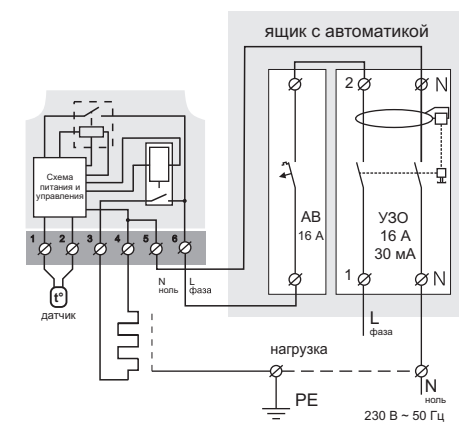 ящик с автоматикой
2
N
Схема
питания и
управления
АВ
16 А
УЗО
16 А
30 мА
1
2
3
4
5
6
N
ноль
L
фаза
1
N
t°
датчик
L
фаза
нагрузка
PE
N
ноль
230 В ~ 50 Гц